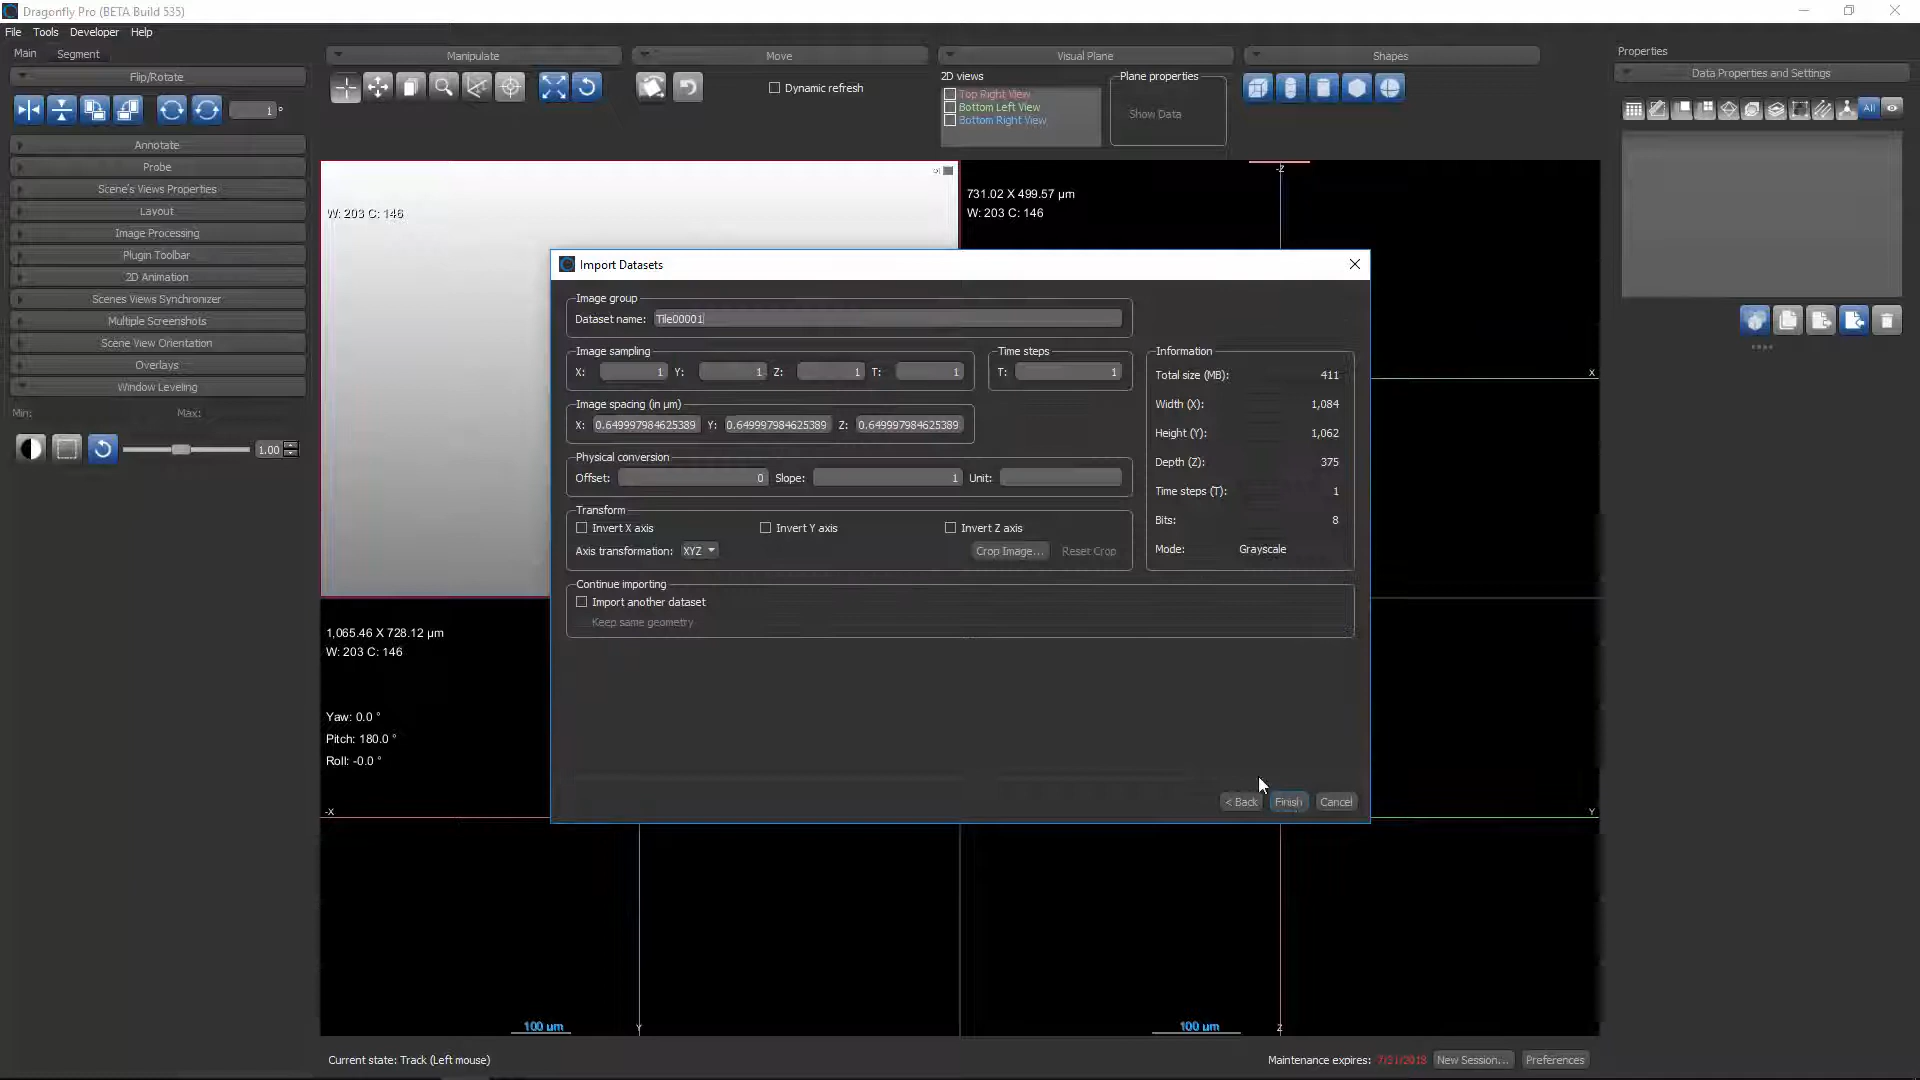 Dragonfly Pro (BETA Build 535)
File Tools Developer Help
Main Segment
Flip/Rotate
1 °
Annotate
Probe
Scene's Views Properties
Layout
Image Processing
Plugin Toolbar
2D Animation
Scenes Views Synchronizer
Multiple Screenshots
Scene View Orientation
Overlays
Window Leveling
Min: Max:
1.00
Manipulate
Move
Dynamic refresh
Visual Plane
2D views
Top Right View
Bottom Left View
Bottom Right View
Plane properties
Show Data
Shapes
Properties
Data Properties and Settings
All
W: 203 C: 146
731.02 X 499.57 µm
W: 203 C: 146
-Z
X
Import Datasets
Image group
Dataset name: Tile00001
Image sampling
X: 1 Y: 1 Z: 1 T: 1
Time steps
T: 1
Image spacing (in µm)
X: 0.649997984625389 Y: 0.649997984625389 Z: 0.649997984625389
Physical conversion
Offset: 0 Slope: 1 Unit:
Transform
Invert X axis Invert Y axis Invert Z axis
Axis transformation: XYZ Crop Image... Reset Crop
Information
Total size (MB): 411
Width (X): 1,084
Height (Y): 1,062
Depth (Z): 375
Time steps (T): 1
Bits: 8
Mode: Grayscale
Continue importing
Import another dataset
Keep same geometry
< Back Finish Cancel
1,065.46 X 728.12 µm
W: 203 C: 146
Yaw: 0.0 °
Pitch: 180.0 °
Roll: -0.0 °
-X
Y
100 µm
Y
100 µm
Z
Current state: Track (Left mouse)
Maintenance expires: 7/31/2018 New Session... Preferences